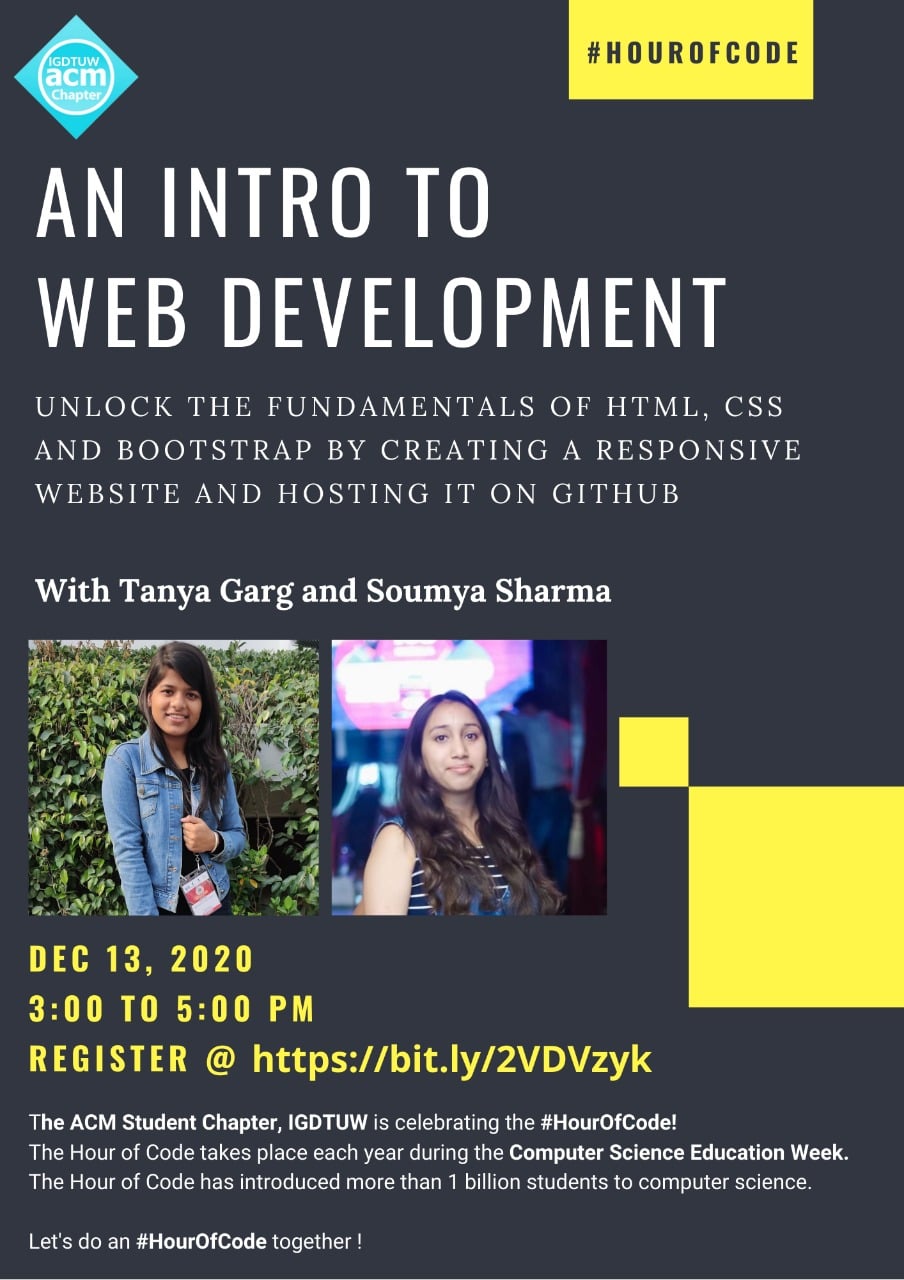 IGDTUW
acm
Chapter
#HOUROFCODE
AN INTRO TO
WEB DEVELOPMENT
UNLOCK THE FUNDAMENTALS OF HTML, CSS
AND BOOTSTRAP BY CREATING A RESPONSIVE
WEBSITE AND HOSTING IT ON GITHUB
With Tanya Garg and Soumya Sharma
DEC 13, 2020
3:00 TO 5:00 PM
REGISTER @ https://bit.ly/2VDVzyk
The ACM Student Chapter, IGDTUW is celebrating the #HourOfCode!
The Hour of Code takes place each year during the Computer Science Education Week.
The Hour of Code has introduced more than 1 billion students to computer science.
Let's do an #HourOfCode together !